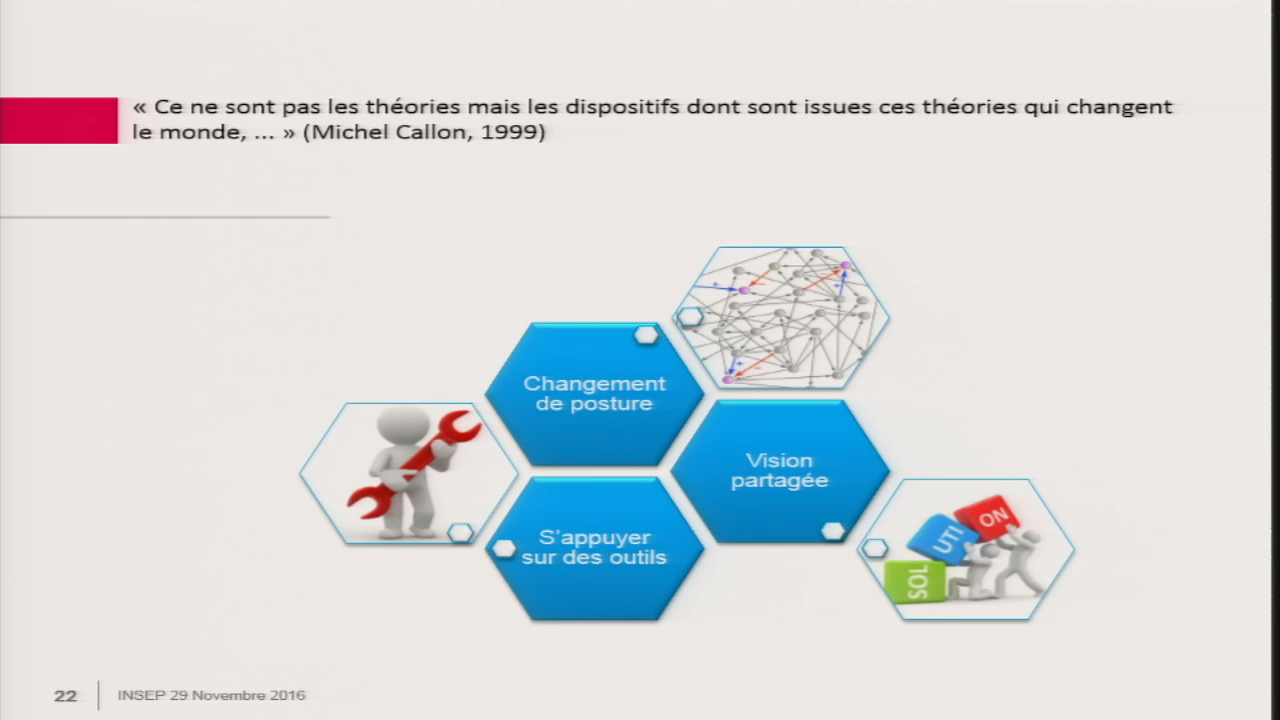 « Ce ne sont pas les théories mais les dispositifs dont sont issues ces théories qui changent
le monde, ... » (Michel Callon, 1999)
Changement
de posture
Vision
partagée
S'appuyer
sur des outils
SOL
UTI
ON
22
INSEP 29 Novembre 2016